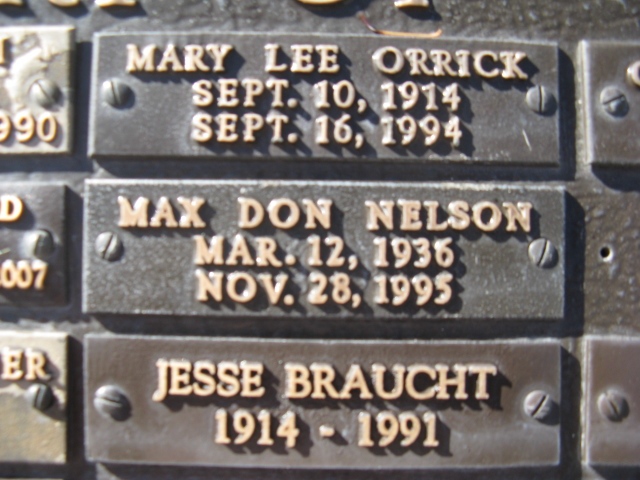 MARY LEE ORRICK
SEPT. 10, 1914
SEPT. 16, 1994
990
MAX DON NELSON
MAR. 12, 1936
NOV. 28, 1995
D
007
JESSE BRAUCHT
1914 - 1991
ER